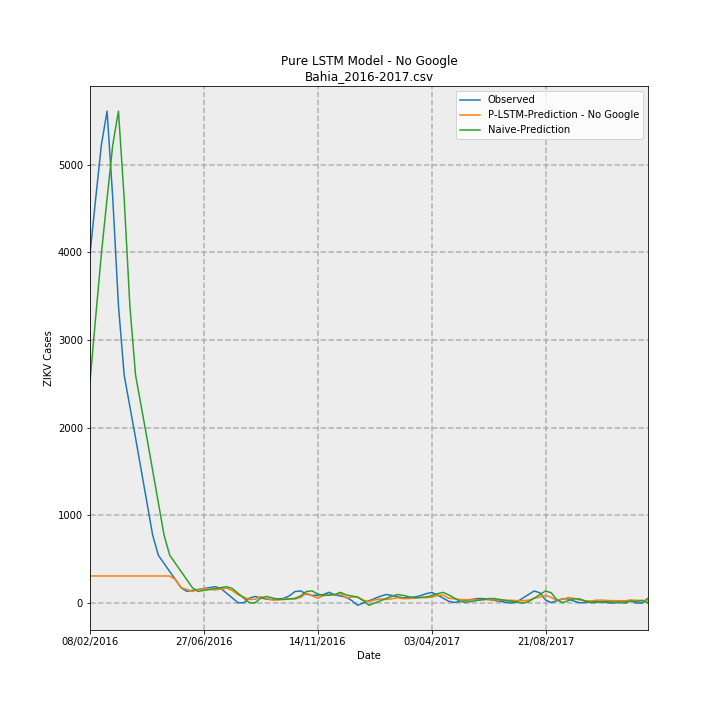 Pure LSTM Model - No Google
Bahia_2016-2017.csv
Observed
P-LSTM-Prediction - No Google
Naive-Prediction
ZIKV Cases
5000
4000
3000
2000
1000
0
08/02/2016
27/06/2016
14/11/2016
03/04/2017
21/08/2017
Date